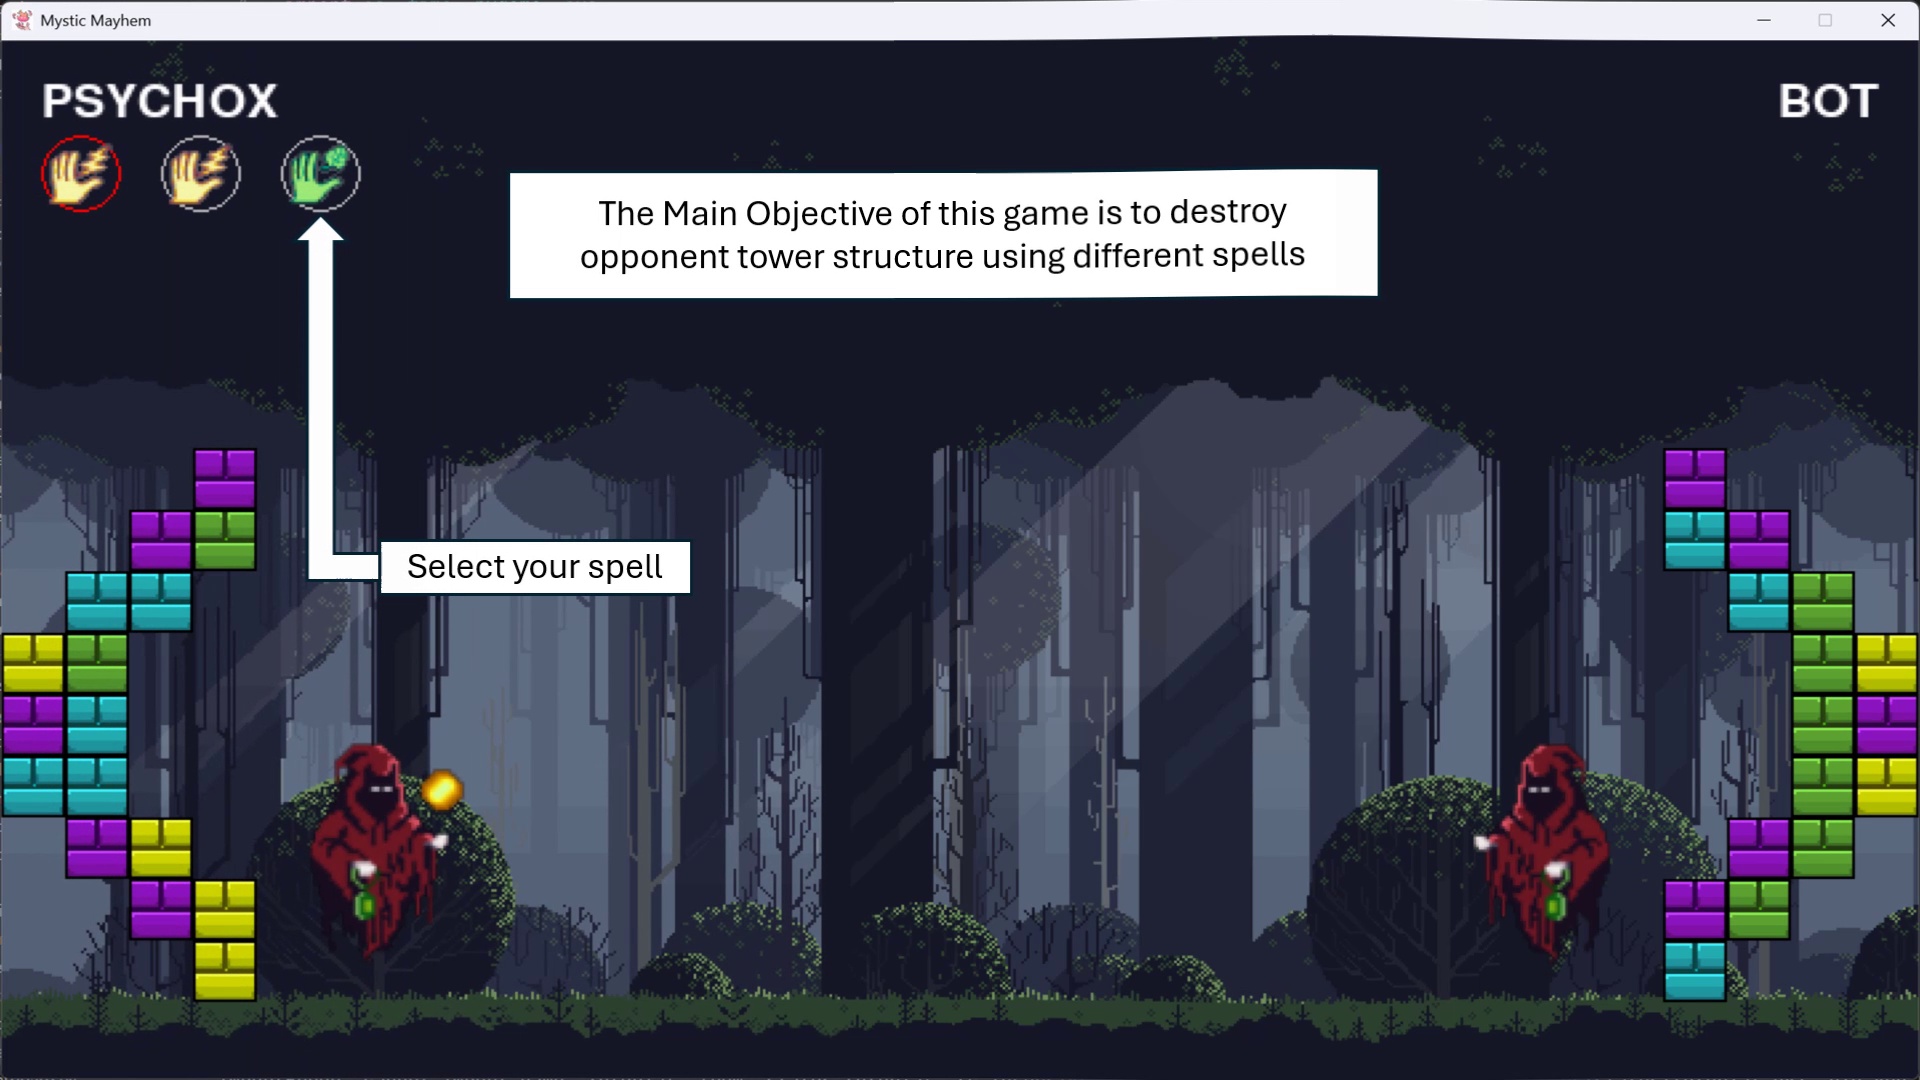 Mystic Mayhem
PSYCHOX
BOT
The Main Objective of this game is to destroy
opponent tower structure using different spells
Select your spell